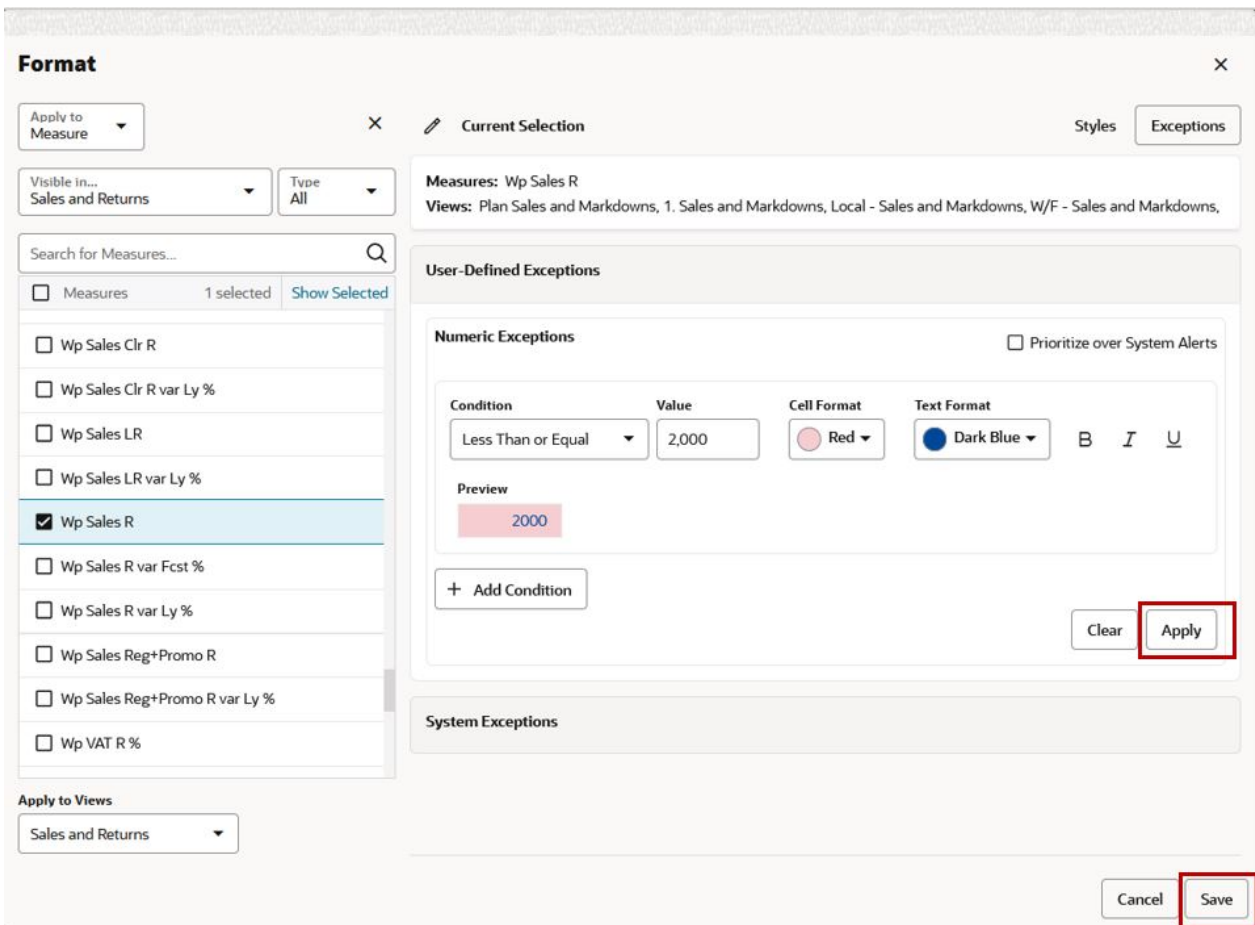 Format
Apply to
Measure
Visible in...
Sales and Returns
Type
All
Search for Measures...
Measures 1 selected Show Selected
Wp Sales Clr R
Wp Sales Clr R var Ly %
Wp Sales LR
Wp Sales LR var Ly %
Wp Sales R
Wp Sales R var Fcst %
Wp Sales R var Ly %
Wp Sales Reg+Promo R
Wp Sales Reg+Promo R var Ly %
Wp VAT R %
Apply to Views
Sales and Returns
Current Selection Styles Exceptions
Measures: Wp Sales R
Views: Plan Sales and Markdowns, 1. Sales and Markdowns, Local - Sales and Markdowns, W/F - Sales and Markdowns,
User-Defined Exceptions
Numeric Exceptions Prioritize over System Alerts
Condition Value Cell Format Text Format
Less Than or Equal 2,000 Red Dark Blue B I U
Preview
2000
+ Add Condition
Clear Apply
System Exceptions
Cancel Save